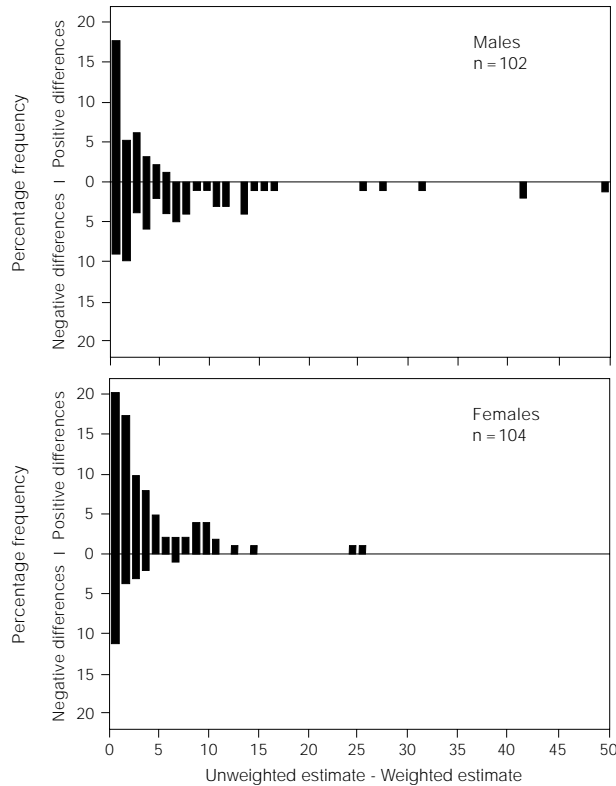 Percentage frequency
Negative differences I Positive differences
20
15
10
5
0
5
10
15
20
Males
n = 102
Percentage frequency
Negative differences I Positive differences
20
15
10
5
0
5
10
15
20
Females
n = 104
0 5 10 15 20 25 30 35 40 45 50
Unweighted estimate - Weighted estimate